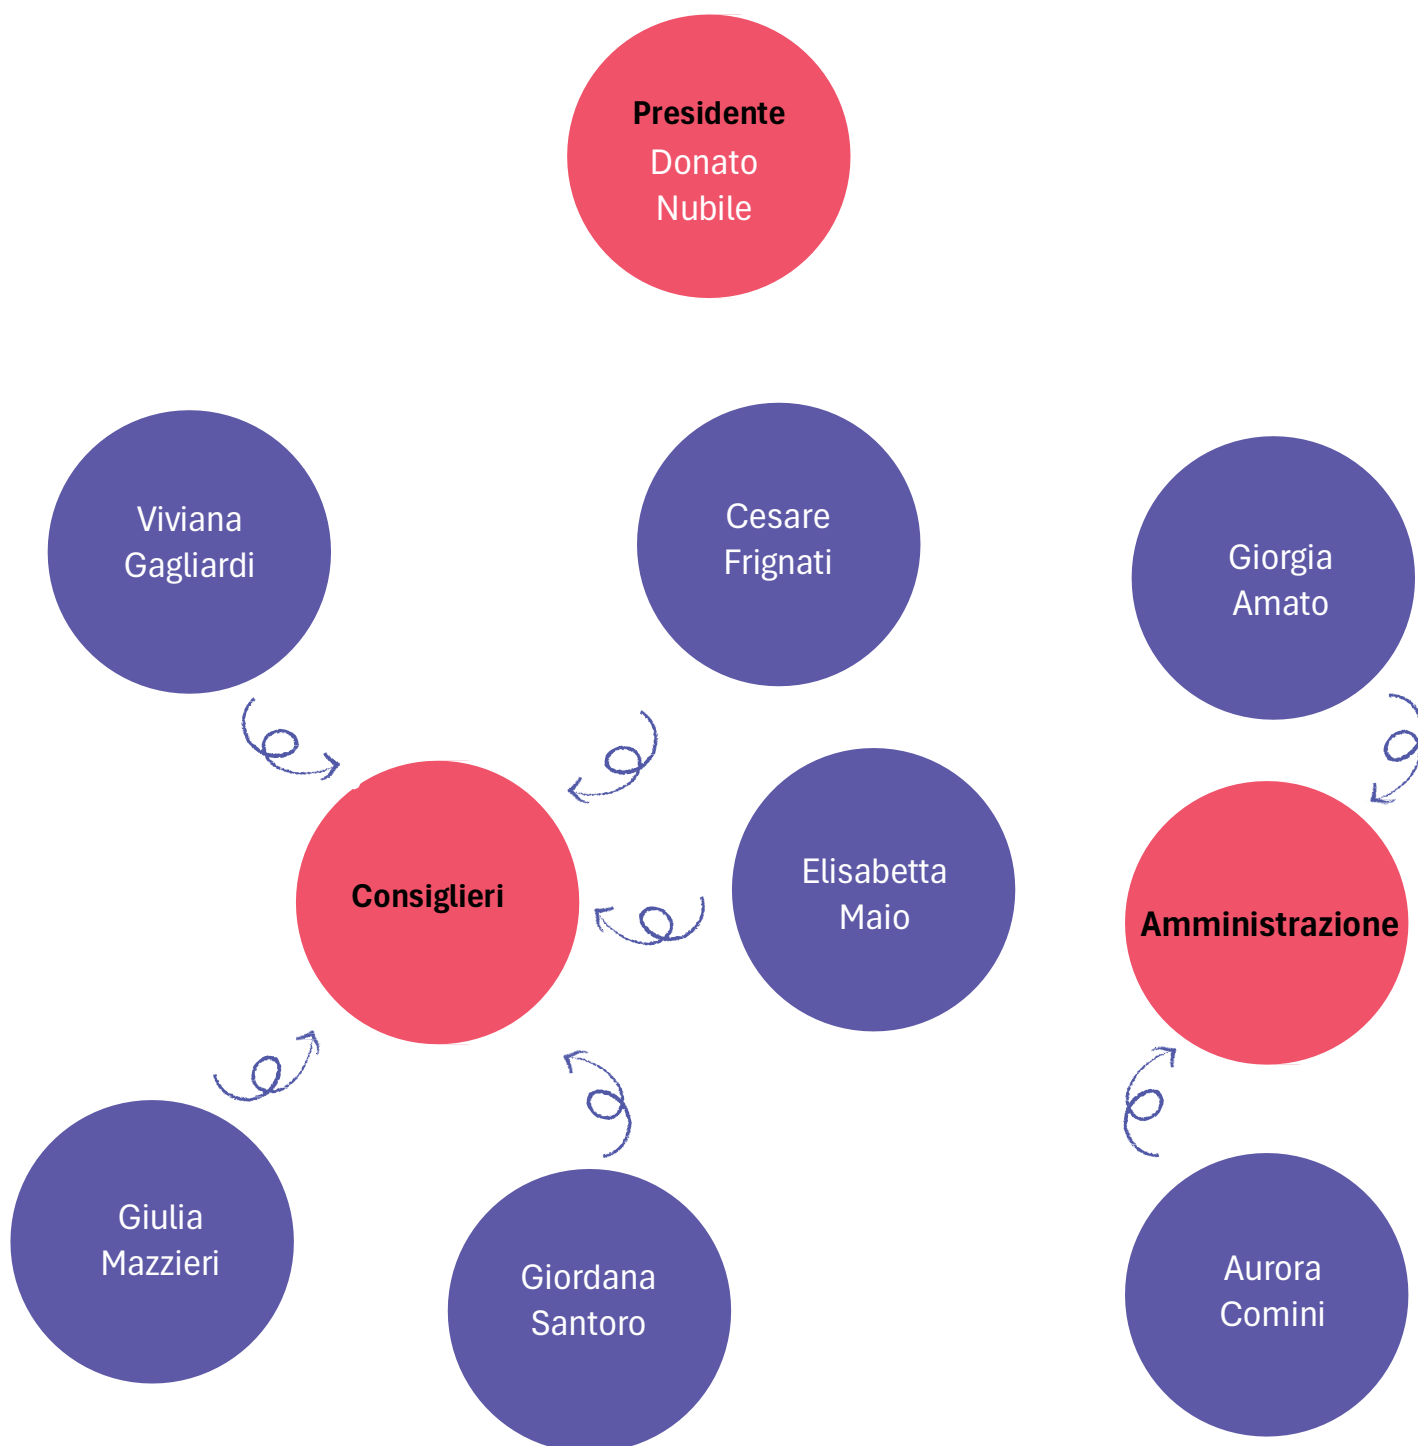 Presidente
Donato
Nubile
Viviana
Gagliardi
Cesare
Frignati
Giorgia
Amato
Elisabetta
Maio
Consiglieri
Amministrazione
Giulia
Mazzieri
Giordana
Santoro
Aurora
Comini